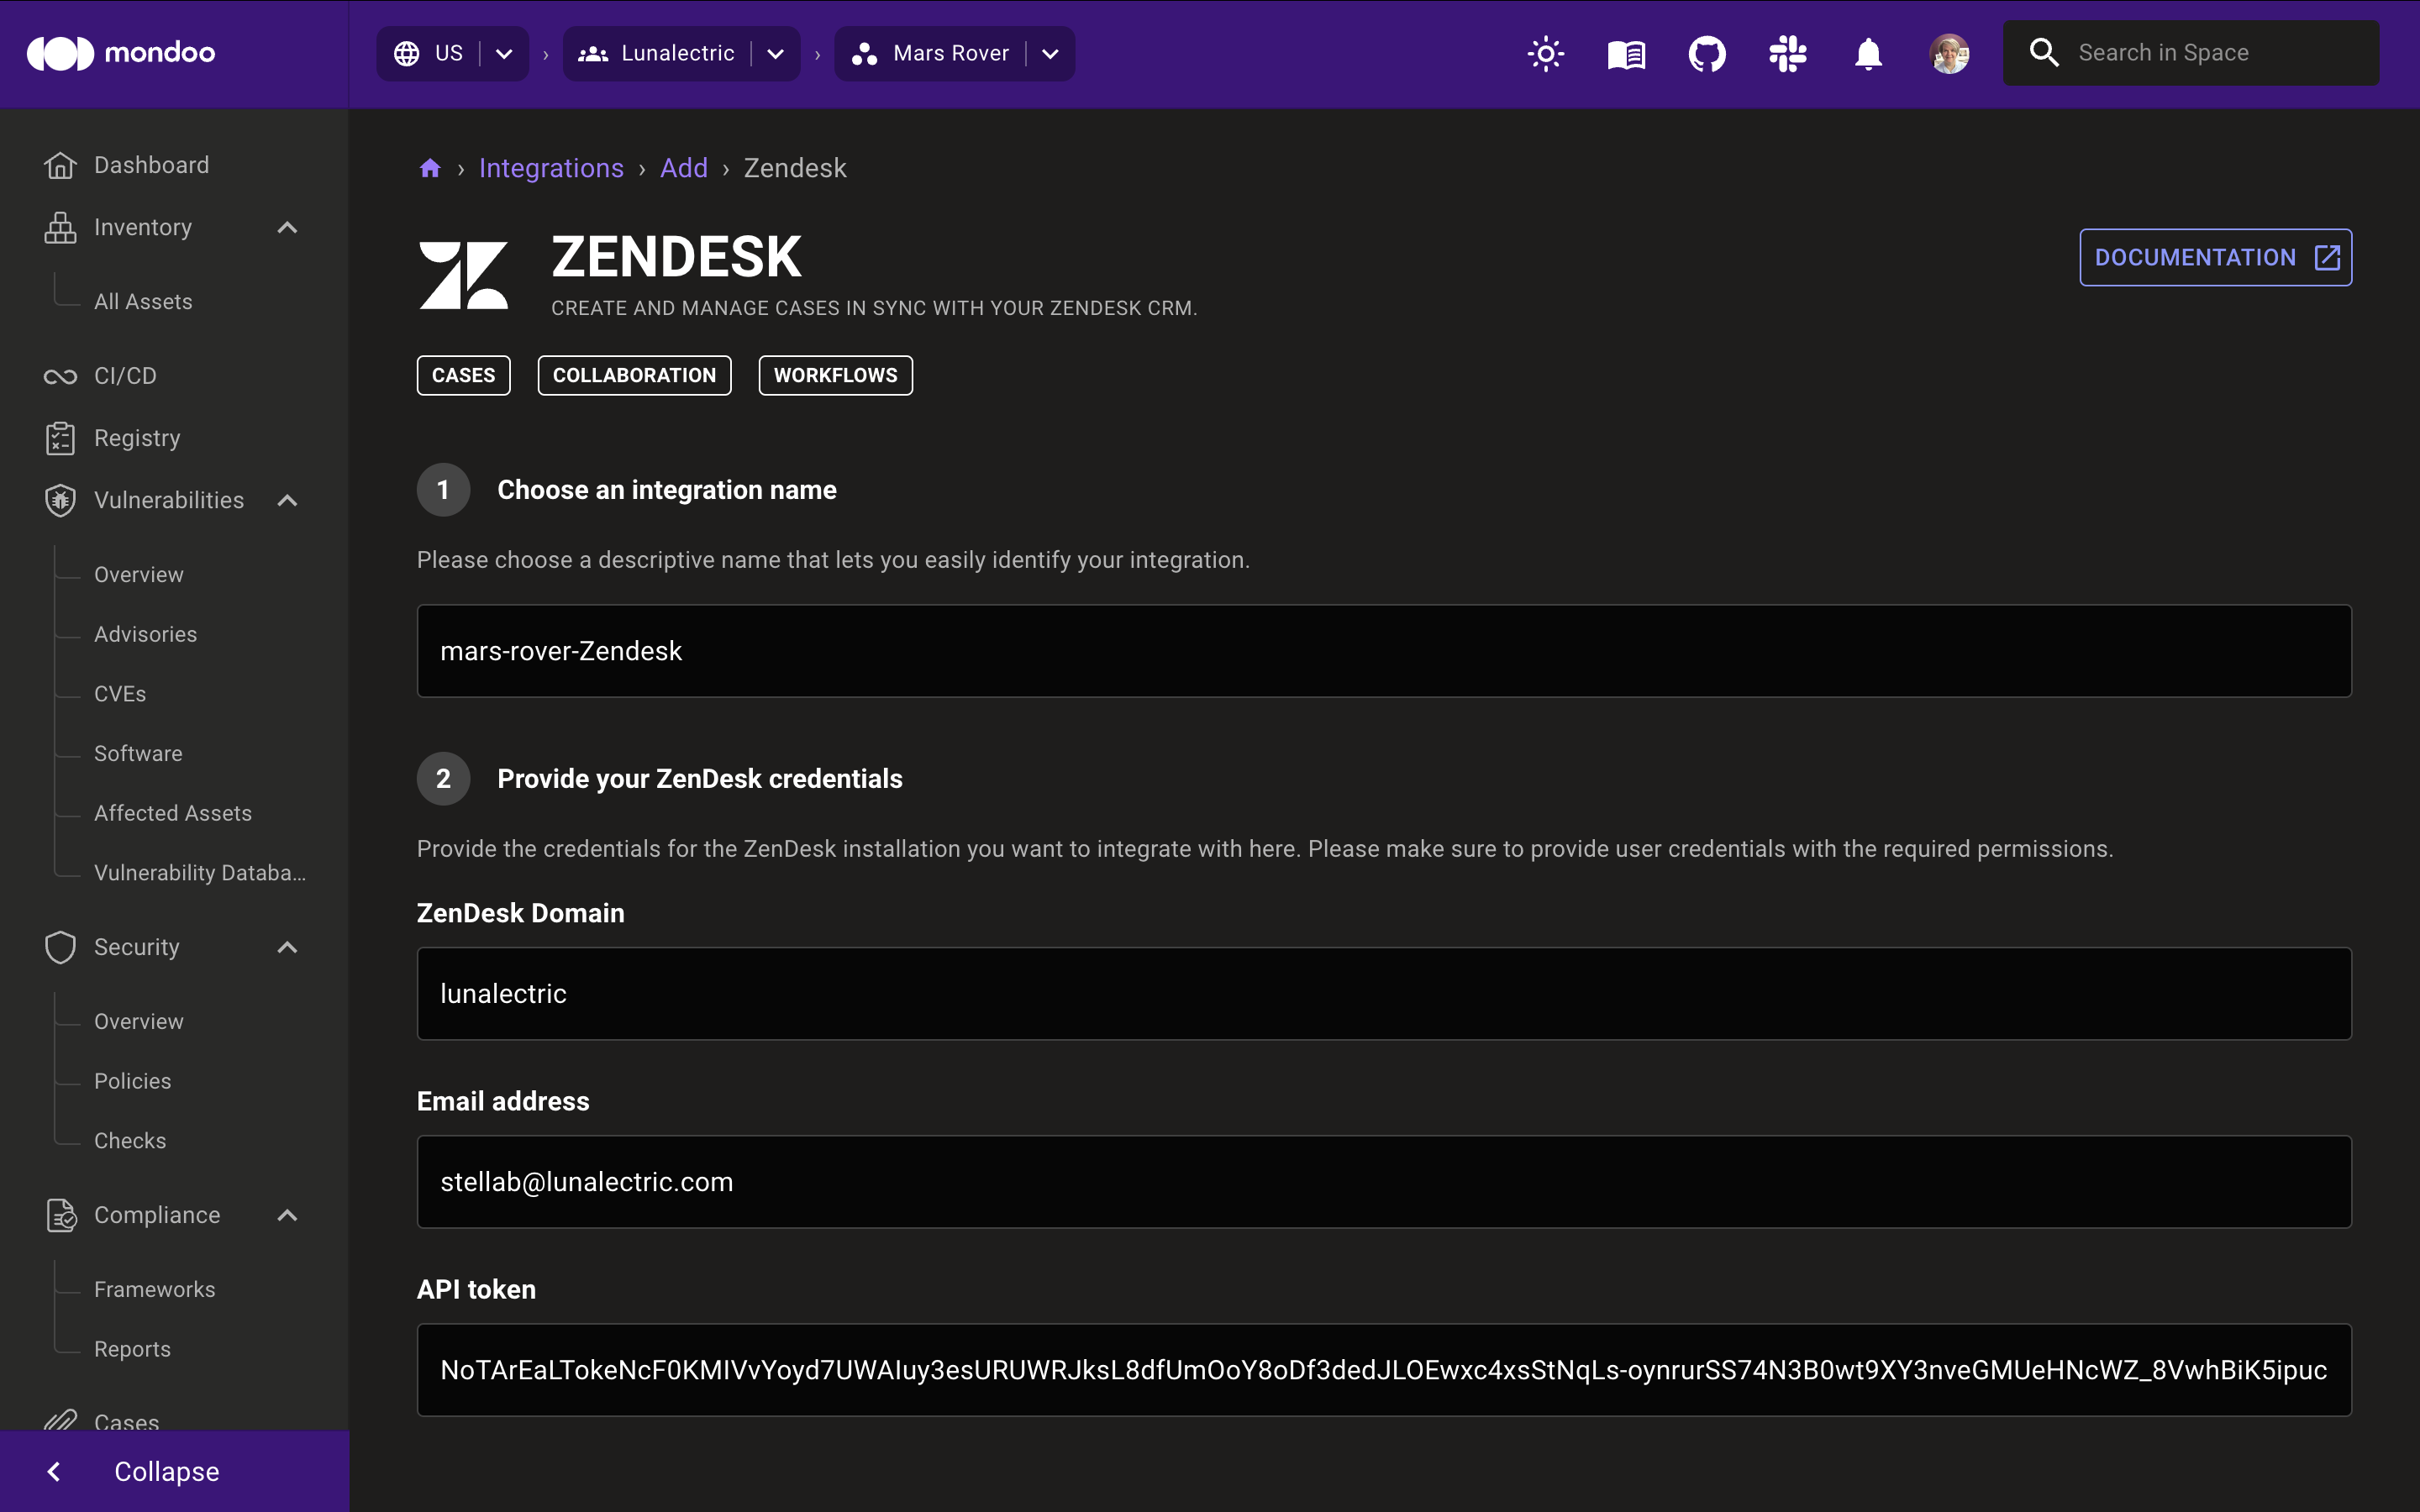 mondoo
US
Lunalectric
Mars Rover
Search in Space
Dashboard
Inventory
All Assets
CI/CD
Registry
Vulnerabilities
Overview
Advisories
CVEs
Software
Affected Assets
Vulnerability Databa...
Security
Overview
Policies
Checks
Compliance
Frameworks
Reports
Cases
Collapse
› Integrations › Add › Zendesk
ZENDESK
CREATE AND MANAGE CASES IN SYNC WITH YOUR ZENDESK CRM.
DOCUMENTATION
CASES
COLLABORATION
WORKFLOWS
1 Choose an integration name
Please choose a descriptive name that lets you easily identify your integration.
mars-rover-Zendesk
2 Provide your ZenDesk credentials
Provide the credentials for the ZenDesk installation you want to integrate with here. Please make sure to provide user credentials with the required permissions.
ZenDesk Domain
lunalectric
Email address
stellab@lunalectric.com
API token
NoTArEaLTokeNcF0KMIVvYoyd7UWAIuy3esURUWRJksL8dfUmOoY8oDf3dedJLOEwxc4xsStNqLs-oynrurSS74N3B0wt9XY3nveGMUeHNcWZ_8VwhBiK5ipuc